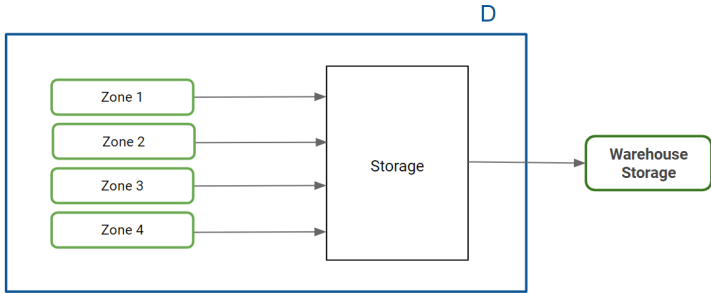 D
Zone 1
Zone 2
Zone 3
Zone 4
Storage
Warehouse
Storage